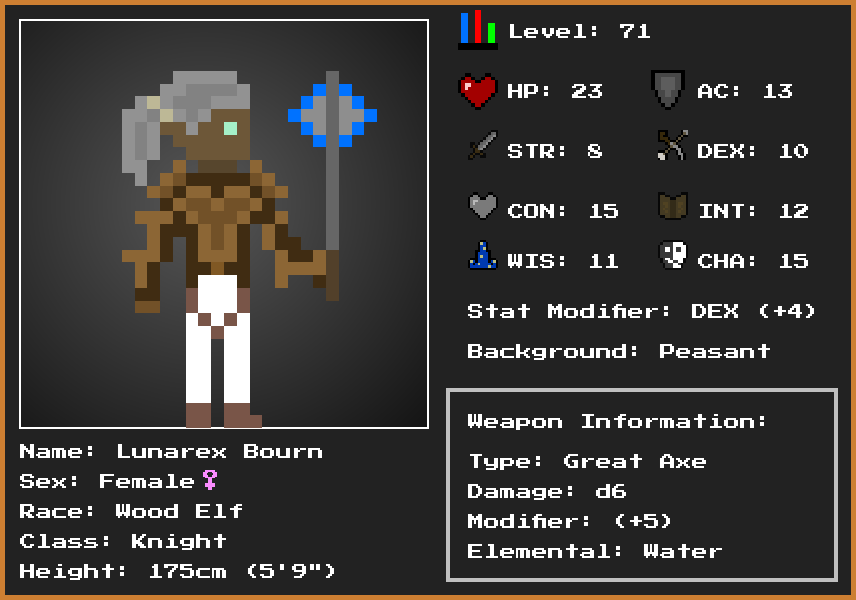 Level: 71
HP: 23 AC: 13
STR: 8 DEX: 10
CON: 15 INT: 12
WIS: 11 CHA: 15
Stat Modifier: DEX (+4)
Background: Peasant
Weapon Information:
Type: Great Axe
Damage: d6
Modifier: (+5)
Elemental: Water
Name: Lunarex Bourn
Sex: Female♀
Race: Wood Elf
Class: Knight
Height: 175cm (5'9")